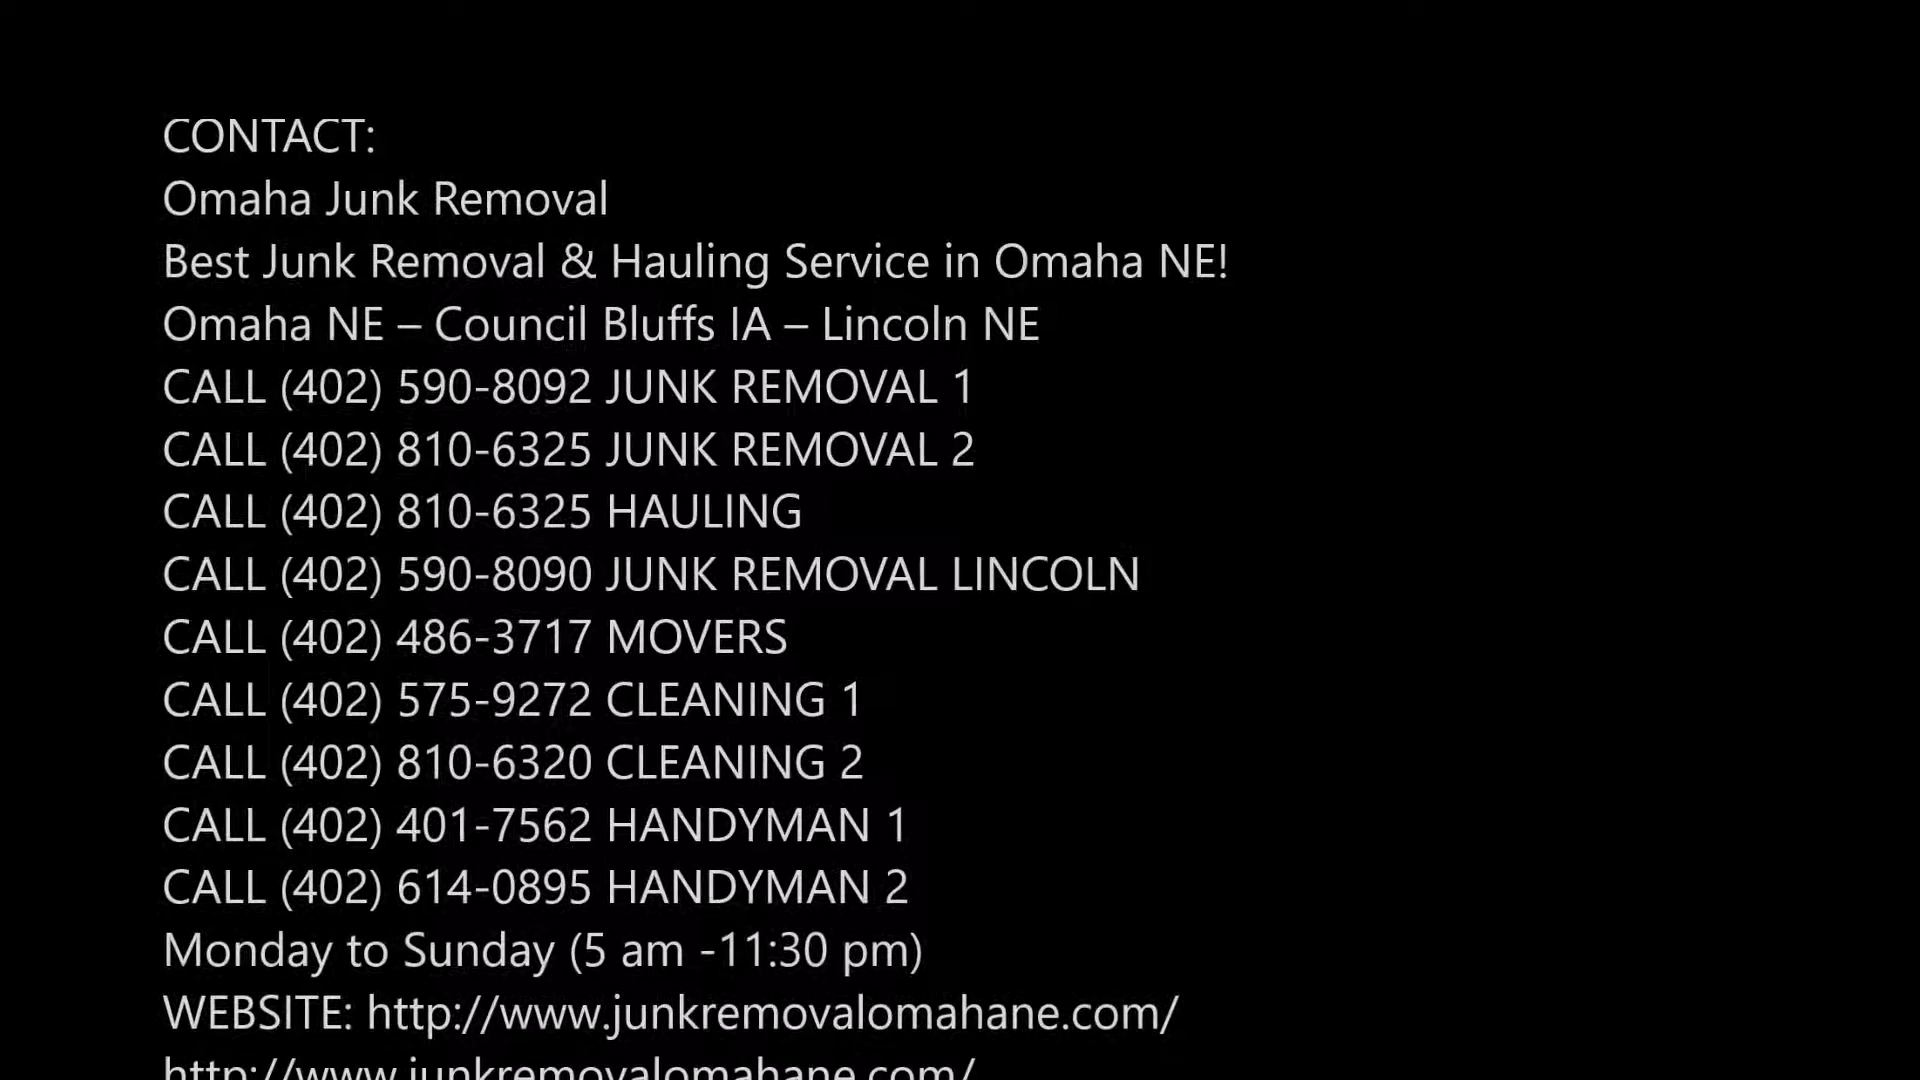 CONTACT:
Omaha Junk Removal
Best Junk Removal & Hauling Service in Omaha NE!
Omaha NE – Council Bluffs IA – Lincoln NE
CALL (402) 590-8092 JUNK REMOVAL 1
CALL (402) 810-6325 JUNK REMOVAL 2
CALL (402) 810-6325 HAULING
CALL (402) 590-8090 JUNK REMOVAL LINCOLN
CALL (402) 486-3717 MOVERS
CALL (402) 575-9272 CLEANING 1
CALL (402) 810-6320 CLEANING 2
CALL (402) 401-7562 HANDYMAN 1
CALL (402) 614-0895 HANDYMAN 2
Monday to Sunday (5 am -11:30 pm)
WEBSITE: http://www.junkremovalomahane.com/
http://www.junkremovalomahane.com/